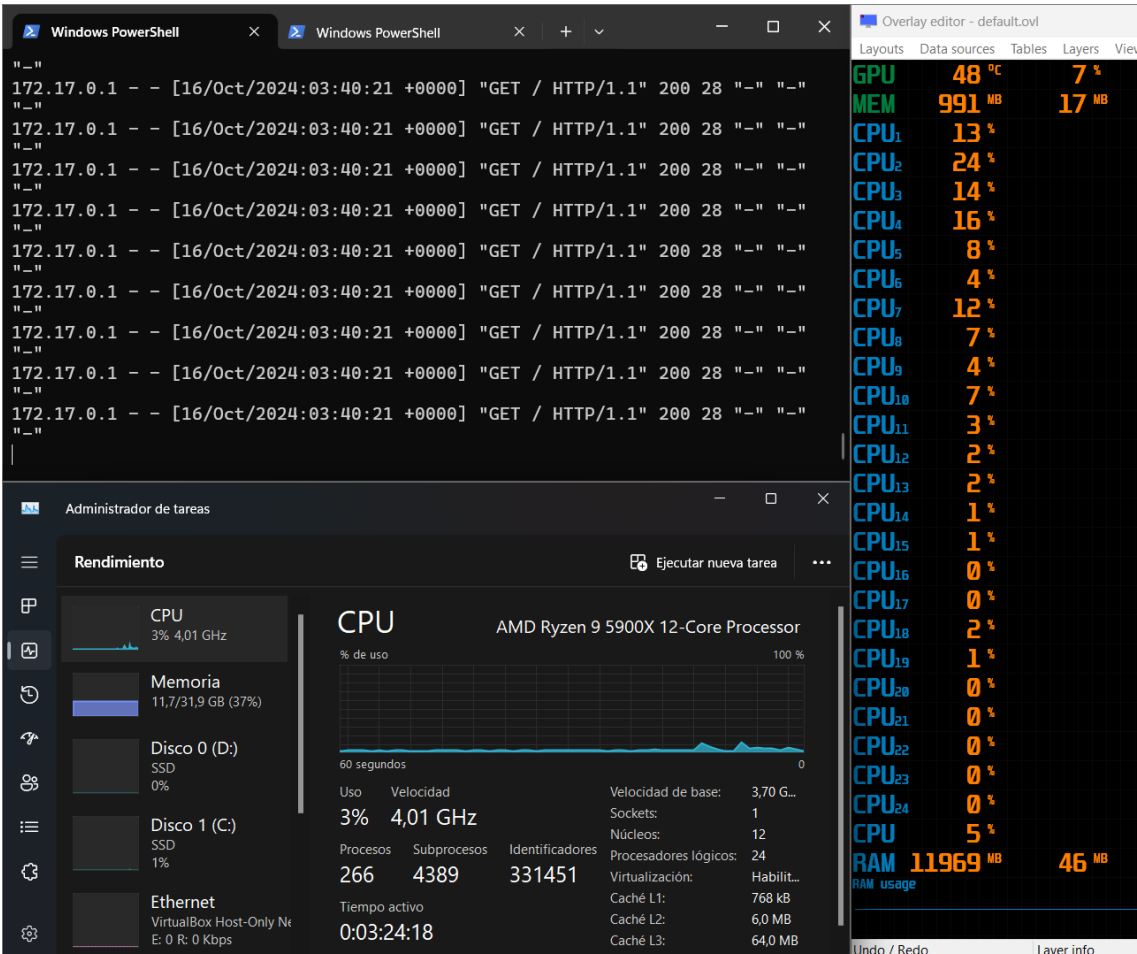 Windows PowerShell
Windows PowerShell
"-"
172.17.0.1 - - [16/Oct/2024:03:40:21 +0000] "GET / HTTP/1.1" 200 28 "-" "-"
"-"
172.17.0.1 - - [16/Oct/2024:03:40:21 +0000] "GET / HTTP/1.1" 200 28 "-" "-"
"-"
172.17.0.1 - - [16/Oct/2024:03:40:21 +0000] "GET / HTTP/1.1" 200 28 "-" "-"
"-"
172.17.0.1 - - [16/Oct/2024:03:40:21 +0000] "GET / HTTP/1.1" 200 28 "-" "-"
"-"
172.17.0.1 - - [16/Oct/2024:03:40:21 +0000] "GET / HTTP/1.1" 200 28 "-" "-"
"-"
172.17.0.1 - - [16/Oct/2024:03:40:21 +0000] "GET / HTTP/1.1" 200 28 "-" "-"
"-"
172.17.0.1 - - [16/Oct/2024:03:40:21 +0000] "GET / HTTP/1.1" 200 28 "-" "-"
"-"
172.17.0.1 - - [16/Oct/2024:03:40:21 +0000] "GET / HTTP/1.1" 200 28 "-" "-"
"-"
172.17.0.1 - - [16/Oct/2024:03:40:21 +0000] "GET / HTTP/1.1" 200 28 "-" "-"
"-"
Administrador de tareas
Rendimiento
Ejecutar nueva tarea
CPU
3% 4,01 GHz
Memoria
11,7/31,9 GB (37%)
Disco 0 (D:)
SSD
0%
Disco 1 (C:)
SSD
1%
Ethernet
VirtualBox Host-Only Ne
E: 0 R: 0 Kbps
CPU
AMD Ryzen 9 5900X 12-Core Processor
% de uso 100 %
60 segundos 0
Uso Velocidad
3% 4,01 GHz
Procesos Subprocesos Identificadores
266 4389 331451
Tiempo activo
0:03:24:18
Velocidad de base: 3,70 G...
Sockets: 1
Núcleos: 12
Procesadores lógicos: 24
Virtualización: Habilit...
Caché L1: 768 kB
Caché L2: 6,0 MB
Caché L3: 64,0 MB
Overlay editor - default.ovl
Layouts Data sources Tables Layers View
GPU 48 °C 7 %
MEM 991 MB 17 MB
CPU1 13 %
CPU2 24 %
CPU3 14 %
CPU4 16 %
CPU5 8 %
CPU6 4 %
CPU7 12 %
CPU8 7 %
CPU9 4 %
CPU10 7 %
CPU11 3 %
CPU12 2 %
CPU13 2 %
CPU14 1 %
CPU15 1 %
CPU16 0 %
CPU17 0 %
CPU18 2 %
CPU19 1 %
CPU20 0 %
CPU21 0 %
CPU22 0 %
CPU23 0 %
CPU24 0 %
CPU 5 %
RAM 11969 MB 46 MB
RAM usage
Undo / Redo Layer info